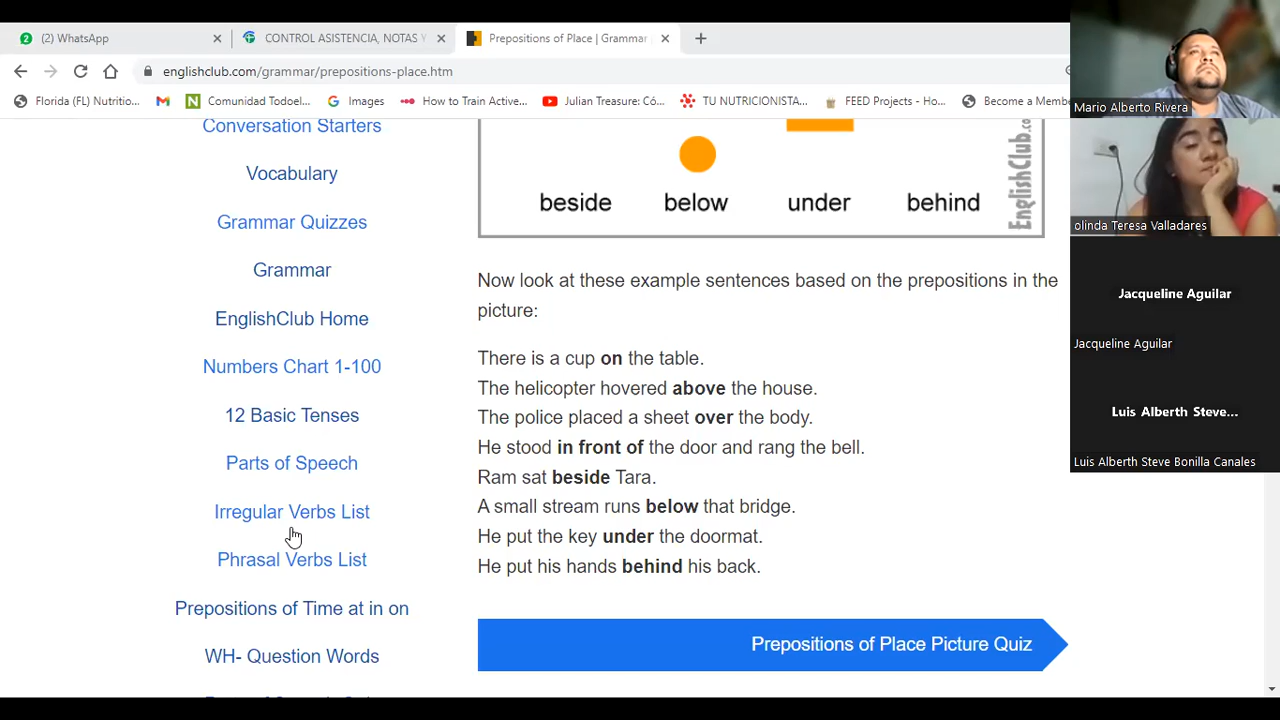 (2) WhatsApp
CONTROL ASISTENCIA, NOTAS Y
Prepositions of Place | Grammar
englishclub.com/grammar/prepositions-place.htm
Florida (FL) Nutritio...
Comunidad Todoel...
Images
How to Train Active...
Julian Treasure: Có...
TU NUTRICIONISTA...
FEED Projects - Ho...
Become a Membe
Conversation Starters
Vocabulary
Grammar Quizzes
Grammar
EnglishClub Home
Numbers Chart 1-100
12 Basic Tenses
Parts of Speech
Irregular Verbs List
Phrasal Verbs List
Prepositions of Time at in on
WH- Question Words
beside below under behind
EnglishClub.co
Now look at these example sentences based on the prepositions in the
picture:
There is a cup on the table.
The helicopter hovered above the house.
The police placed a sheet over the body.
He stood in front of the door and rang the bell.
Ram sat beside Tara.
A small stream runs below that bridge.
He put the key under the doormat.
He put his hands behind his back.
Prepositions of Place Picture Quiz
Mario Alberto Rivera
olinda Teresa Valladares
Jacqueline Aguilar
Jacqueline Aguilar
Luis Alberth Steve...
Luis Alberth Steve Bonilla Canales